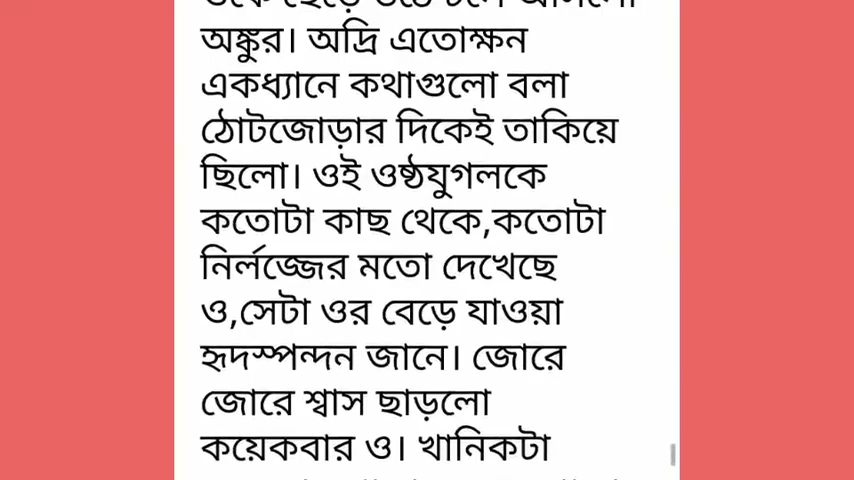 অঙ্কুর। অদ্রি এতোক্ষন
একধ্যানে কথাগুলো বলা
ঠোটজোড়ার দিকেই তাকিয়ে
ছিলো। ওই ওষ্ঠযুগলকে
কতোটা কাছ থেকে,কতোটা
নির্লজ্জের মতো দেখেছে
ও,সেটা ওর বেড়ে যাওয়া
হৃদস্পন্দন জানে। জোরে
জোরে শ্বাস ছাড়লো
কয়েকবার ও। খানিকটা